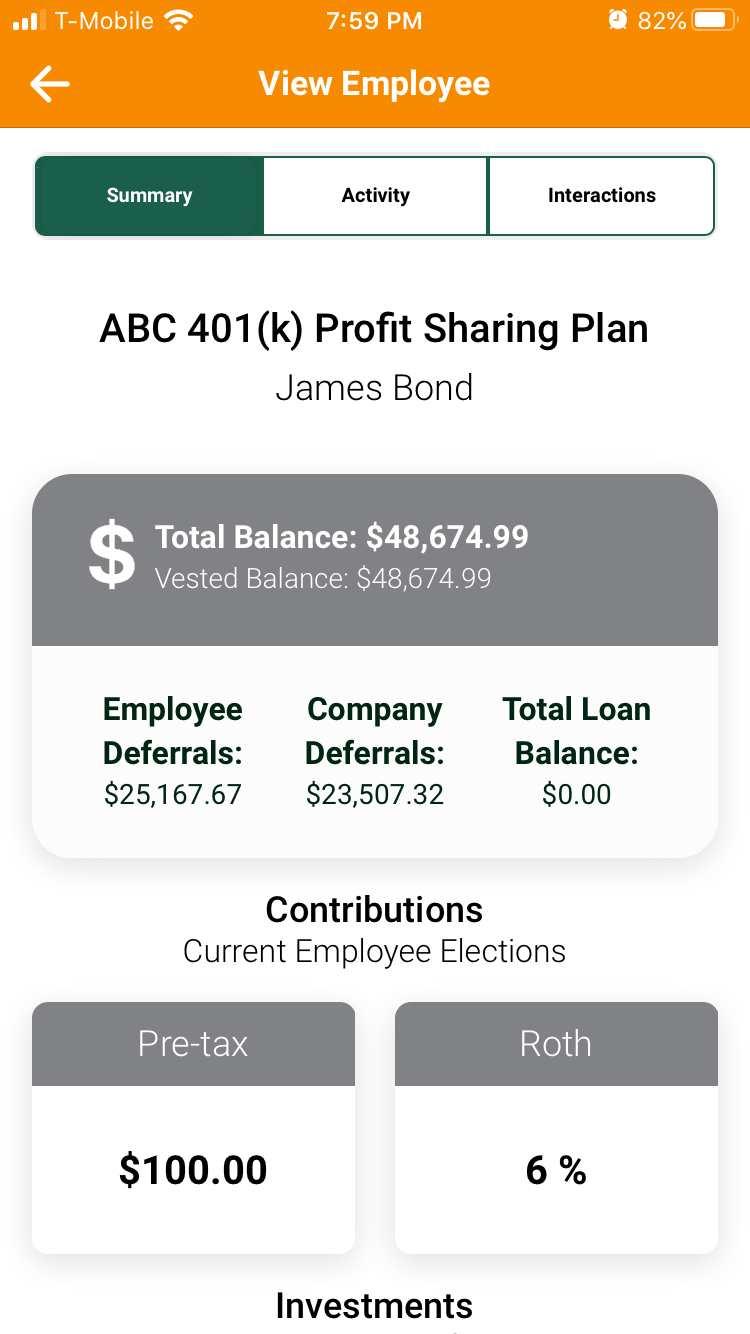 T-Mobile 7:59 PM 82%
View Employee
Summary Activity Interactions
ABC 401(k) Profit Sharing Plan
James Bond
$ Total Balance: $48,674.99
Vested Balance: $48,674.99
Employee Company Total Loan
Deferrals: Deferrals: Balance:
$25,167.67 $23,507.32 $0.00
Contributions
Current Employee Elections
Pre-tax Roth
$100.00 6 %
Investments